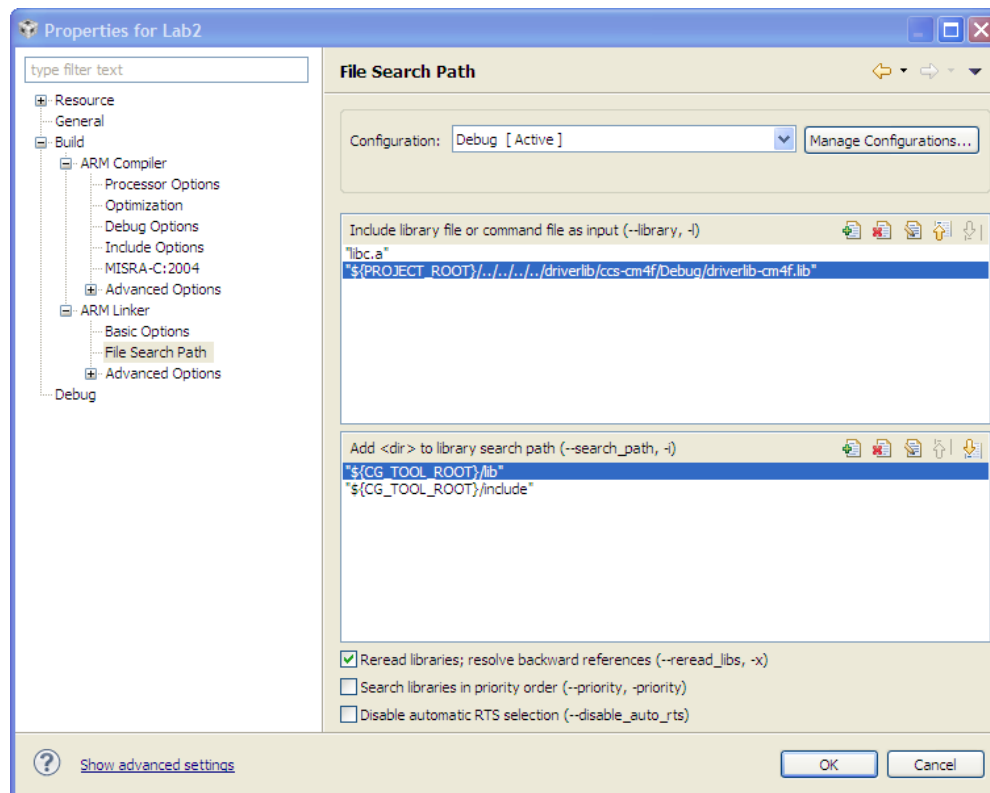 Properties for Lab2
type filter text
Resource
General
Build
ARM Compiler
Processor Options
Optimization
Debug Options
Include Options
MISRA-C:2004
Advanced Options
ARM Linker
Basic Options
File Search Path
Advanced Options
Debug
File Search Path
Configuration: Debug [ Active ] Manage Configurations...
Include library file or command file as input (--library, -l)
"libc.a"
"${PROJECT_ROOT}/../../../../driverlib/ccs-cm4f/Debug/driverlib-cm4f.lib"
Add <dir> to library search path (--search_path, -i)
"${CG_TOOL_ROOT}/lib"
"${CG_TOOL_ROOT}/include"
Reread libraries; resolve backward references (--reread_libs, -x)
Search libraries in priority order (--priority, -priority)
Disable automatic RTS selection (--disable_auto_rts)
? Show advanced settings OK Cancel